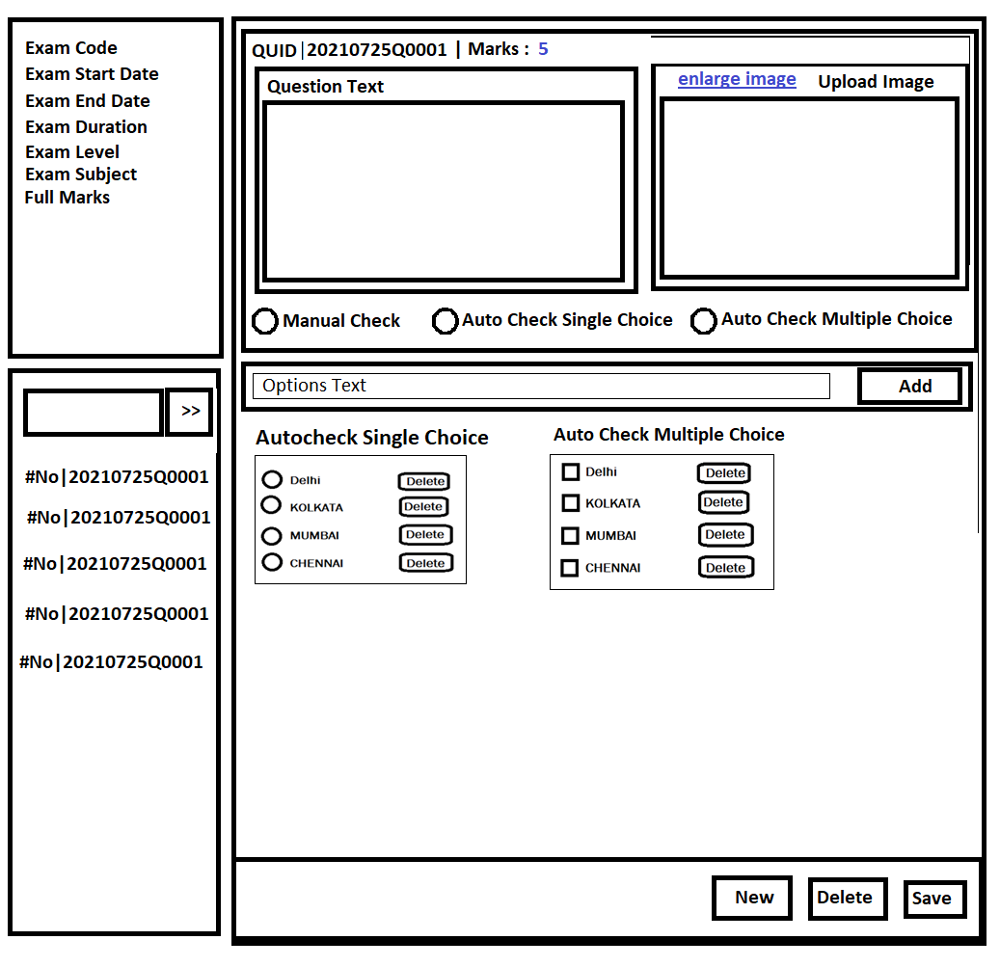 Exam Code
Exam Start Date
Exam End Date
Exam Duration
Exam Level
Exam Subject
Full Marks
>>
#No|20210725Q0001
#No|20210725Q0001
#No|20210725Q0001
#No|20210725Q0001
#No|20210725Q0001
QUID|20210725Q0001 | Marks : 5
Question Text
enlarge image Upload Image
Manual Check Auto Check Single Choice Auto Check Multiple Choice
Options Text Add
Autocheck Single Choice
Delhi Delete
KOLKATA Delete
MUMBAI Delete
CHENNAI Delete
Auto Check Multiple Choice
Delhi Delete
KOLKATA Delete
MUMBAI Delete
CHENNAI Delete
New Delete Save